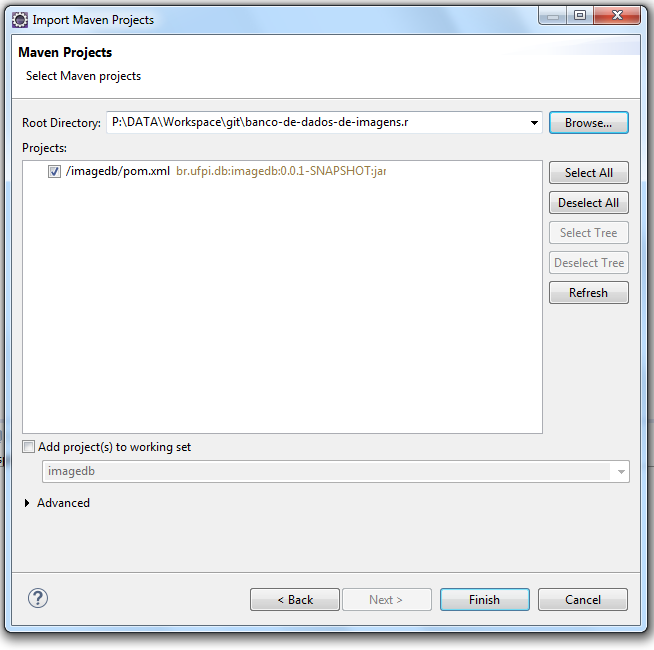 Import Maven Projects
Maven Projects
Select Maven projects
Root Directory: P:\DATA\Workspace\git\banco-de-dados-de-imagens.r Browse...
Projects:
/imagedb/pom.xml br.ufpi.db:imagedb:0.0.1-SNAPSHOT:jar
Select All
Deselect All
Select Tree
Deselect Tree
Refresh
Add project(s) to working set
imagedb
Advanced
? < Back Next > Finish Cancel